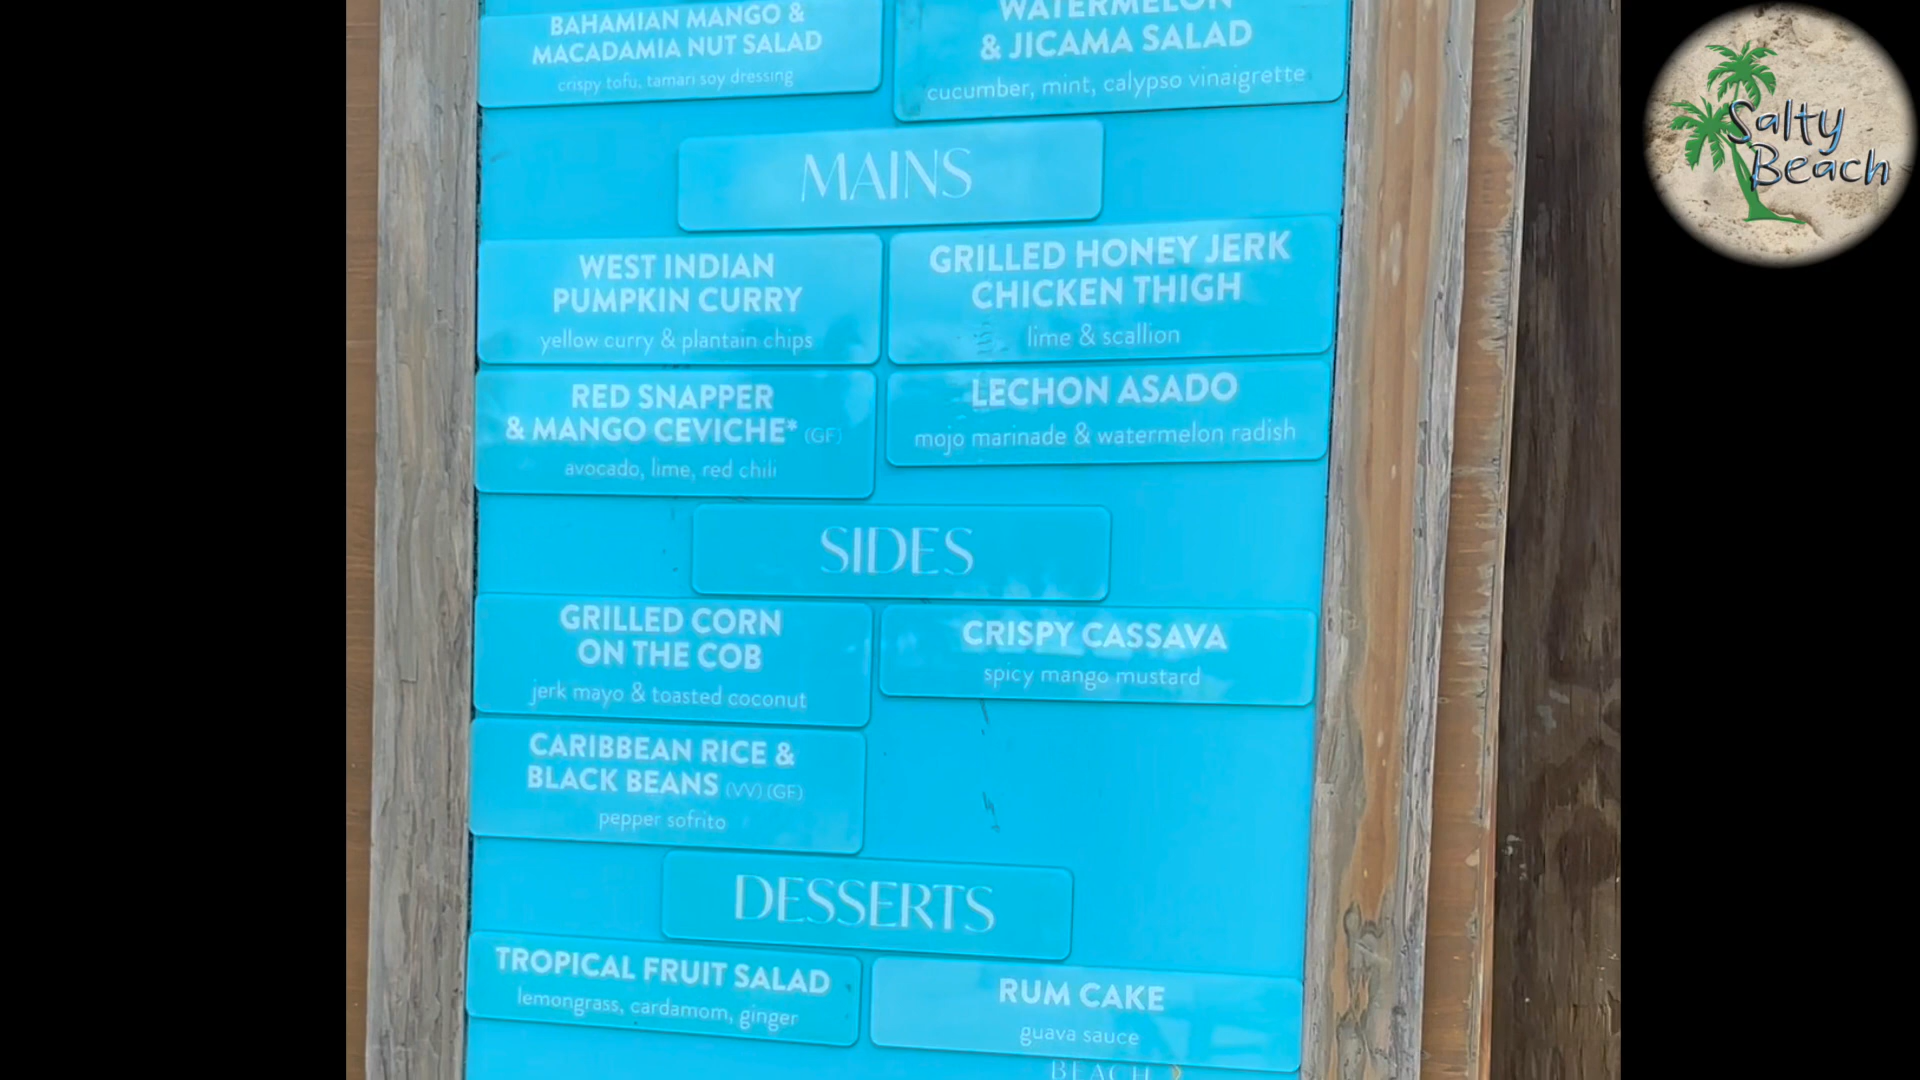 BAHAMIAN MANGO &
MACADAMIA NUT SALAD
crispy tofu, tamari soy dressing
WATERMELON
& JICAMA SALAD
cucumber, mint, calypso vinaigrette
MAINS
WEST INDIAN
PUMPKIN CURRY
yellow curry & plantain chips
GRILLED HONEY JERK
CHICKEN THIGH
lime & scallion
RED SNAPPER
& MANGO CEVICHE* (GF)
avocado, lime, red chili
LECHON ASADO
mojo marinade & watermelon radish
SIDES
GRILLED CORN
ON THE COB
jerk mayo & toasted coconut
CRISPY CASSAVA
spicy mango mustard
CARIBBEAN RICE &
BLACK BEANS (VV) (GF)
pepper sofrito
DESSERTS
TROPICAL FRUIT SALAD
lemongrass, cardamom, ginger
RUM CAKE
guava sauce
BEACH
Salty
Beach